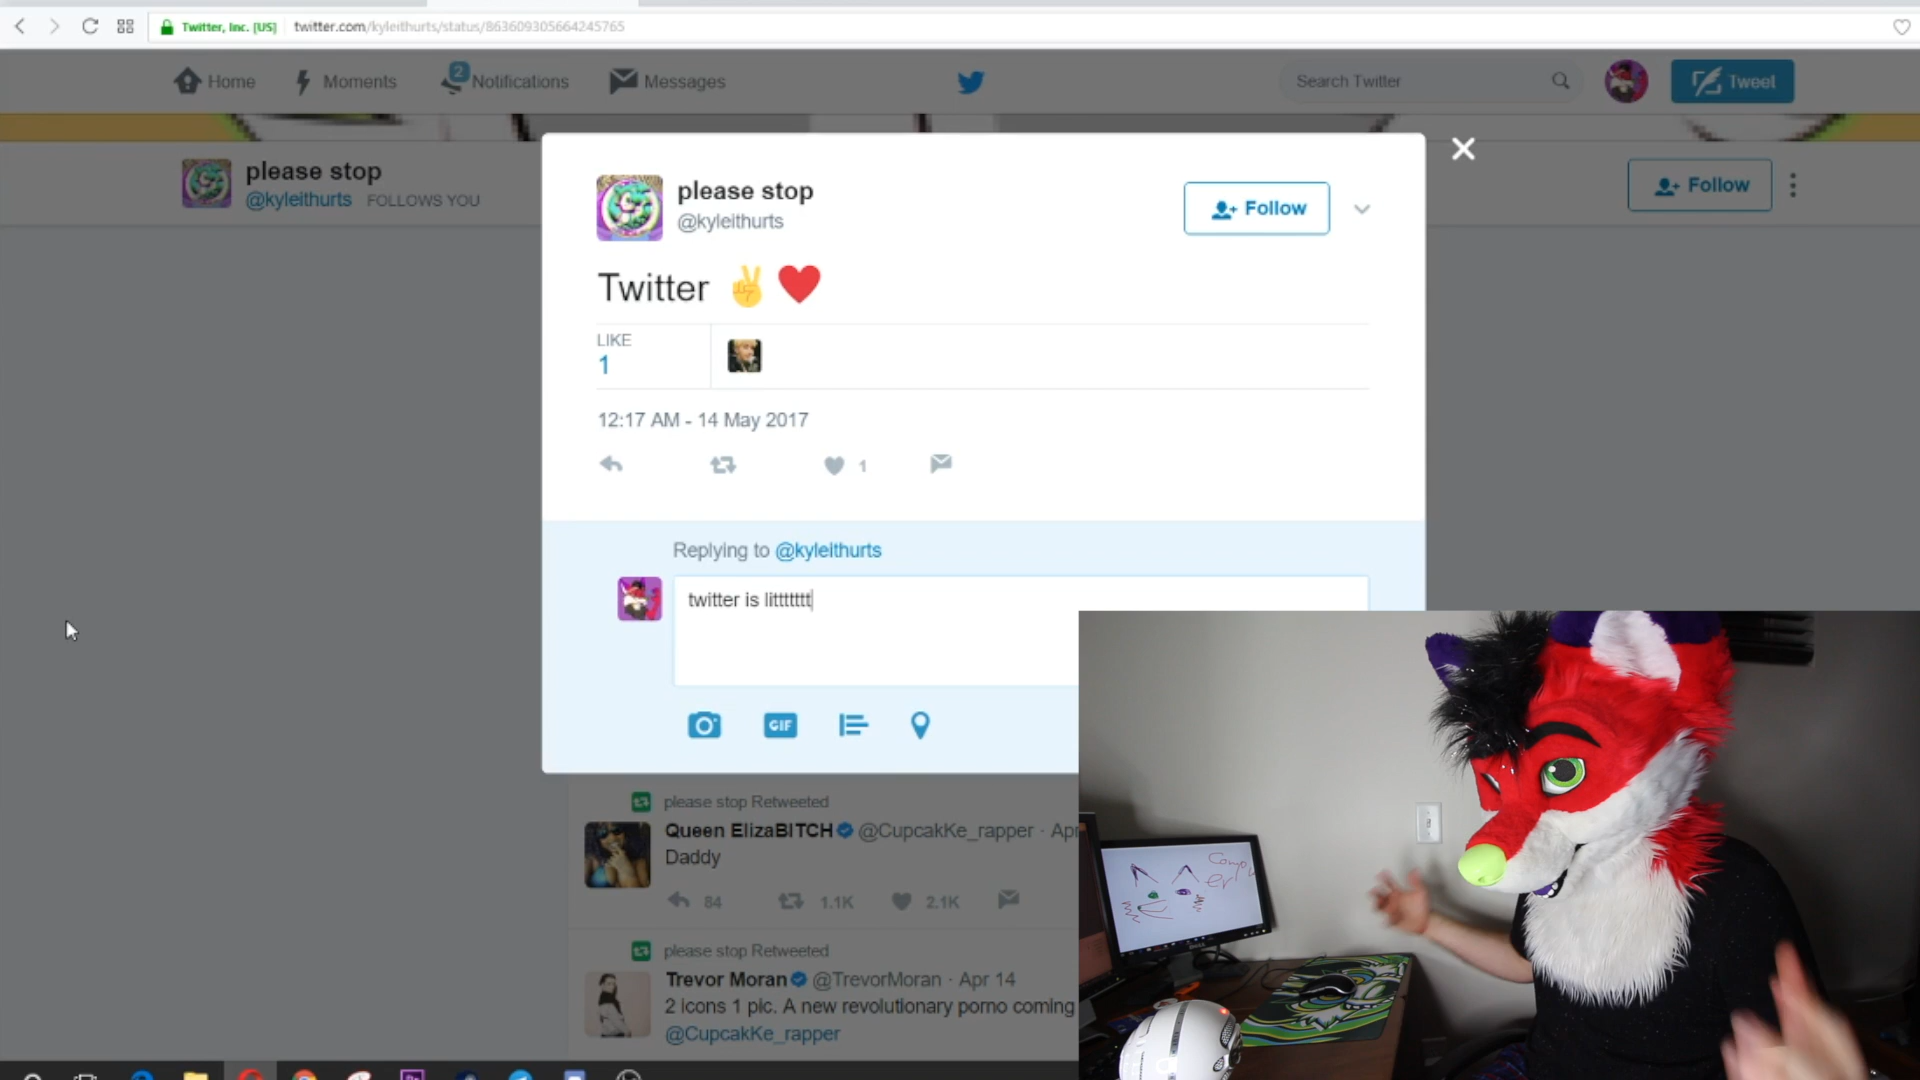 Twitter, Inc. [US] twitter.com/kyleithurts/status/863609305664245765
Home Moments 2 Notifications Messages Search Twitter Tweet
please stop
@kyleithurts FOLLOWS YOU
Follow
please stop
@kyleithurts
Follow
Twitter ✌️❤️
LIKE
1
12:17 AM - 14 May 2017
1
Replying to @kyleithurts
twitter is littttttt
GIF
please stop Retweeted
Queen ElizaBITCH @CupcakKe_rapper · Apr
Daddy
84 1.1K 2.1K
please stop Retweeted
Trevor Moran @TrevorMoran · Apr 14
2 icons 1 pic. A new revolutionary porno coming
@CupcakKe_rapper
DELL